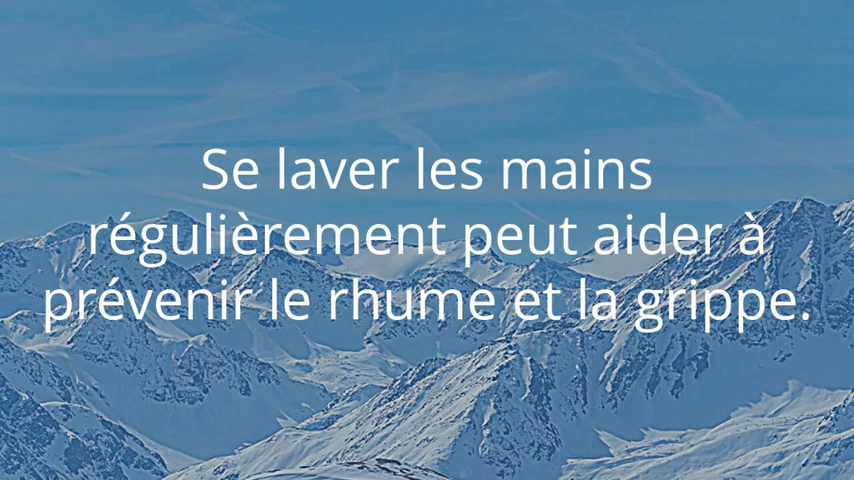 Se laver les mains
régulièrement peut aider à
prévenir le rhume et la grippe.